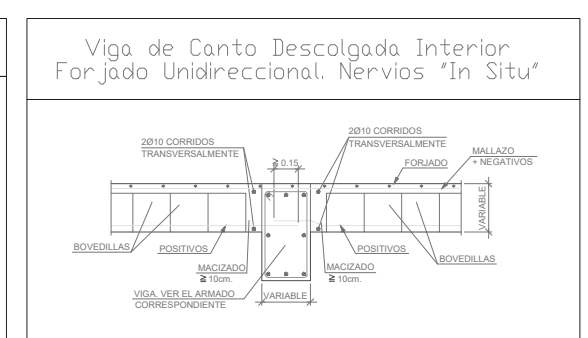 Viga de Canto Descolgada Interior
Forjado Unidireccional. Nervios "In Situ"
2Ø10 CORRIDOS
TRANSVERSALMENTE
≧ 0.15
2Ø10 CORRIDOS
TRANSVERSALMENTE
FORJADO
MALLAZO
+ NEGATIVOS
VARIABLE
BOVEDILLAS
POSITIVOS
MACIZADO
≧ 10cm.
POSITIVOS
MACIZADO
≧ 10cm.
BOVEDILLAS
VIGA. VER EL ARMADO
CORRESPONDIENTE
VARIABLE